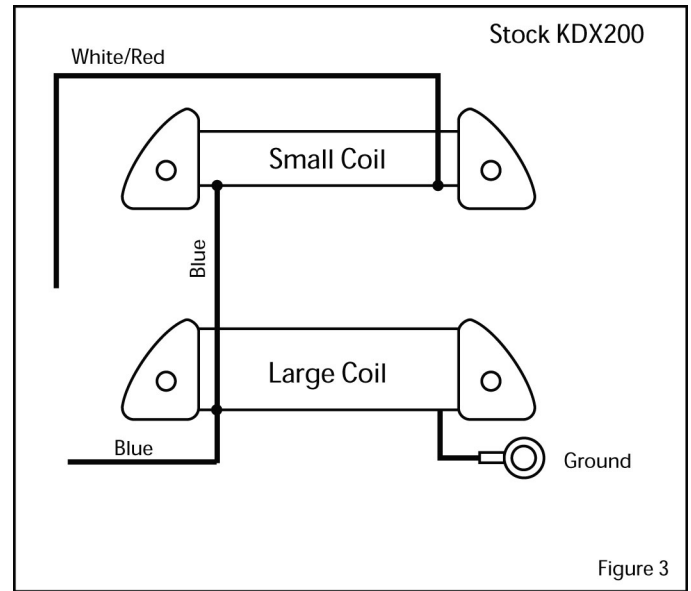 Stock KDX200
White/Red
Small Coil
Blue
Large Coil
Blue
Ground
Figure 3